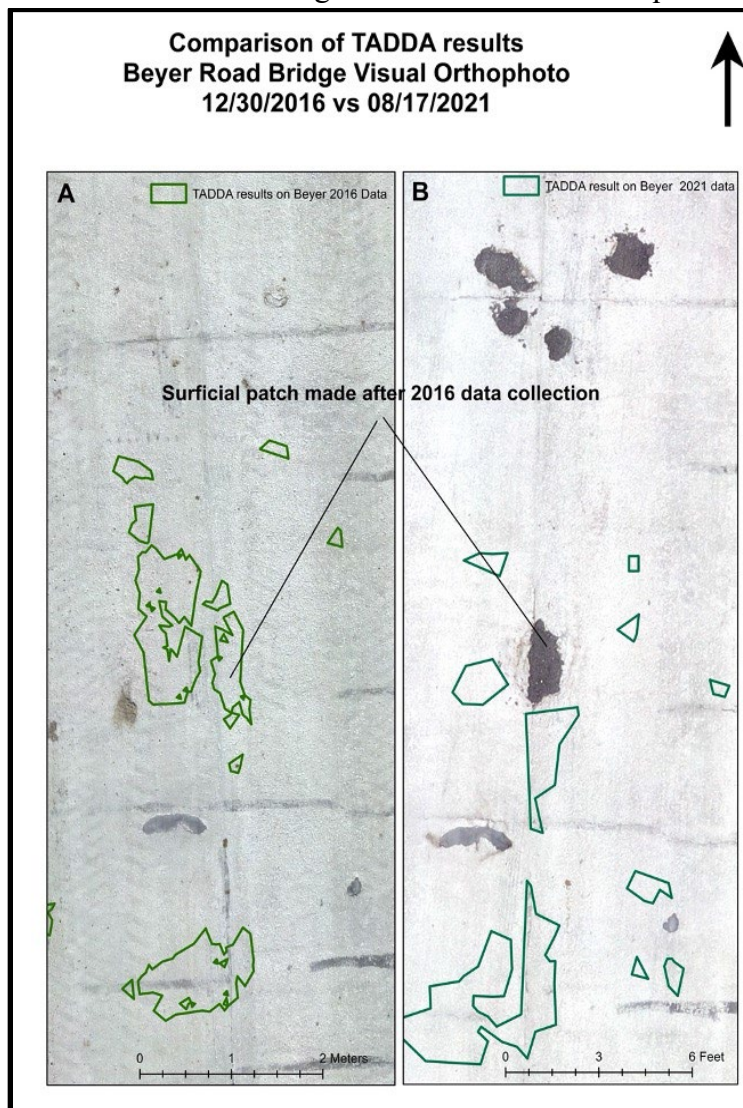 Comparison of TADDA results
Beyer Road Bridge Visual Orthophoto
12/30/2016 vs 08/17/2021
A
TADDA results on Beyer 2016 Data
B
TADDA result on Beyer 2021 data
Surficial patch made after 2016 data collection
0 1 2 Meters
0 3 6 Feet